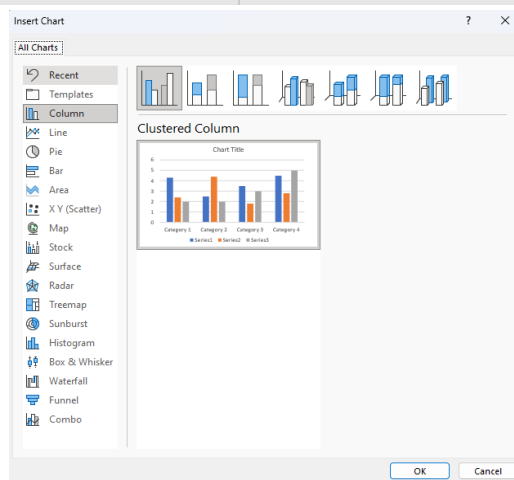 Insert Chart
?
All Charts
Recent
Templates
Column
Line
Pie
Bar
Area
X Y (Scatter)
Map
Stock
Surface
Radar
Treemap
Sunburst
Histogram
Box & Whisker
Waterfall
Funnel
Combo
Clustered Column
Chart Title
6
5
4
3
2
1
0
Category 1 Category 2 Category 3 Category 4
Series1 Series2 Series3
OK Cancel